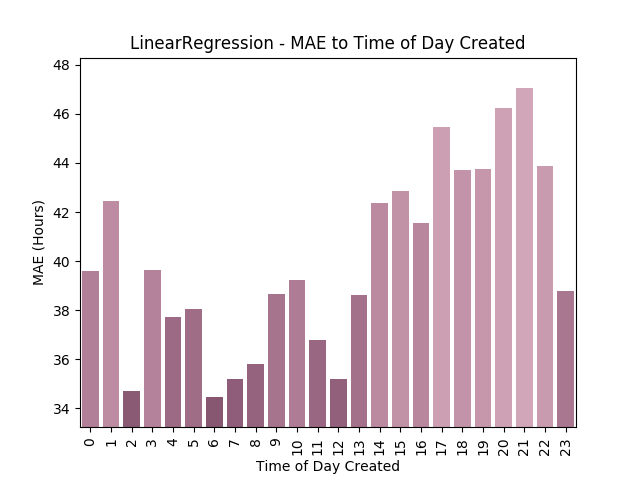 LinearRegression - MAE to Time of Day Created
48
46
44
42
40
38
36
34
MAE (Hours)
0 1 2 3 4 5 6 7 8 9 10 11 12 13 14 15 16 17 18 19 20 21 22 23
Time of Day Created